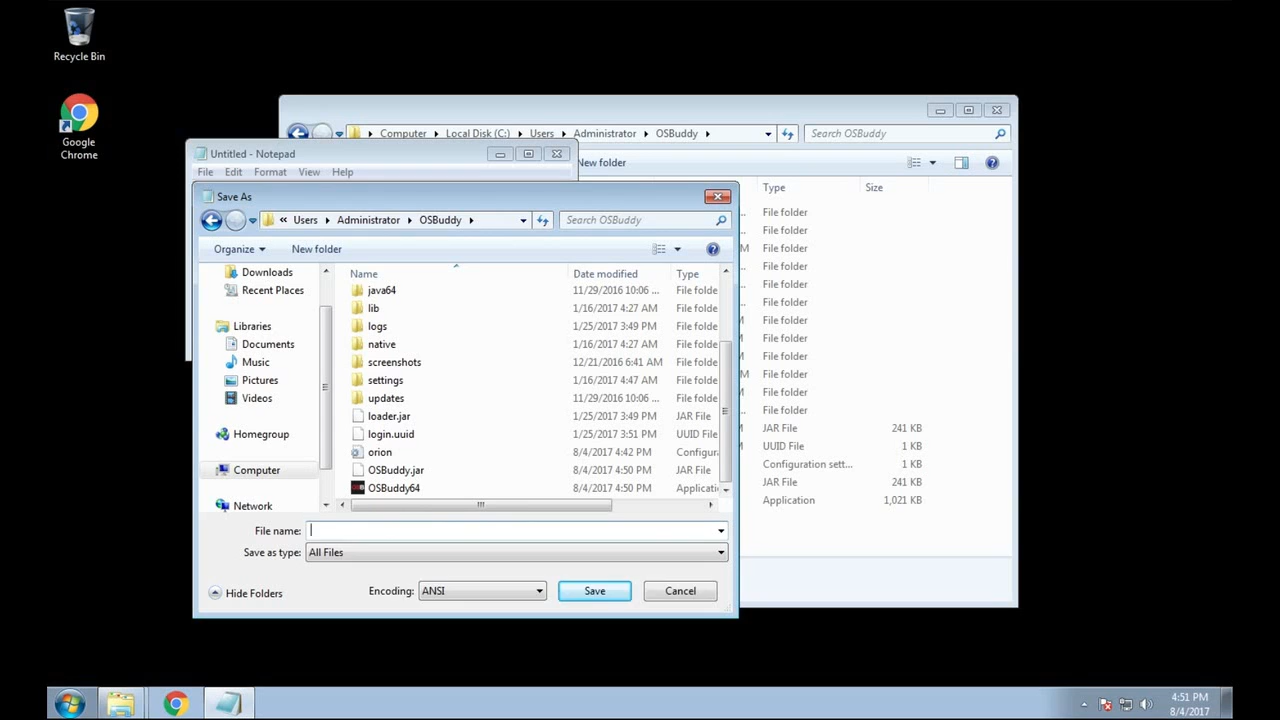 Recycle Bin
Google
Chrome
Computer Local Disk (C:) Users Administrator OSBuddy
Search OSBuddy
New folder
Type Size
File folder
File folder
File folder
File folder
File folder
File folder
File folder
File folder
File folder
File folder
File folder
File folder
JAR File 241 KB
UUID File 1 KB
Configuration sett... 1 KB
JAR File 241 KB
Application 1,021 KB
Untitled - Notepad
File Edit Format View Help
Save As
« Users Administrator OSBuddy
Search OSBuddy
Organize New folder
Downloads
Recent Places
Libraries
Documents
Music
Pictures
Videos
Homegroup
Computer
Network
Name Date modified Type
java64 11/29/2016 10:06 ... File folde
lib 1/16/2017 4:27 AM File folde
logs 1/25/2017 3:49 PM File folde
native 1/16/2017 4:27 AM File folde
screenshots 12/21/2016 6:41 AM File folde
settings 1/16/2017 4:47 AM File folde
updates 11/29/2016 10:06 ... File folde
loader.jar 1/25/2017 3:49 PM JAR File
login.uuid 1/25/2017 3:51 PM UUID File
orion 8/4/2017 4:42 PM Configura
OSBuddy.jar 8/4/2017 4:50 PM JAR File
OSBuddy64 8/4/2017 4:50 PM Applicati
File name:
Save as type: All Files
Hide Folders Encoding: ANSI Save Cancel
4:51 PM
8/4/2017